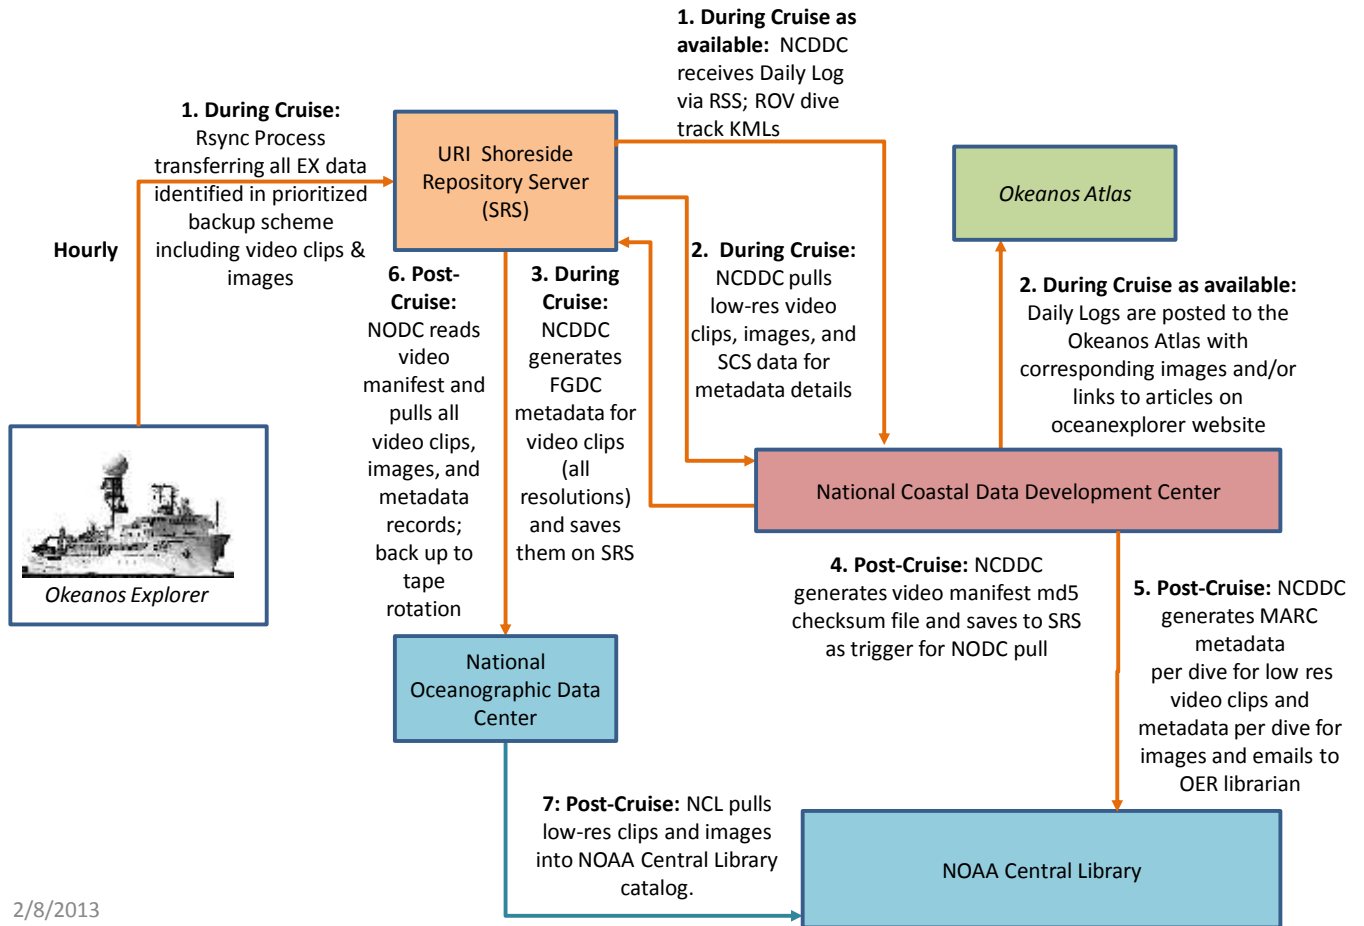 1. During Cruise as
available:  NCDDC
receives Daily Log
via RSS; ROV dive
track KMLs
1. During Cruise:
Rsync Process
transferring all EX data
identified in prioritized
backup scheme
including video clips &
images
Hourly
URI  Shoreside
Repository Server
(SRS)
Okeanos Atlas
6. Post-
Cruise:
NODC reads
video
manifest and
pulls all
video clips,
images, and
metadata
records;
back up to
tape
rotation
3. During
Cruise:
NCDDC
generates
FGDC
metadata for
video clips
(all
resolutions)
and saves
them on SRS
2.  During Cruise:
NCDDC pulls
low-res video
clips, images, and
SCS data for
metadata details
2. During Cruise as available:
Daily Logs are posted to the
Okeanos Atlas with
corresponding images and/or
links to articles on
oceanexplorer website
Okeanos Explorer
National Coastal Data Development Center
4. Post-Cruise: NCDDC
generates video manifest md5
checksum file and saves to SRS
as trigger for NODC pull
5. Post-Cruise: NCDDC
generates MARC
metadata
per dive for low res
video clips and
metadata per dive for
images and emails to
OER librarian
National
Oceanographic Data
Center
7: Post-Cruise: NCL pulls
low-res clips and images
into NOAA Central Library
catalog.
NOAA Central Library
2/8/2013